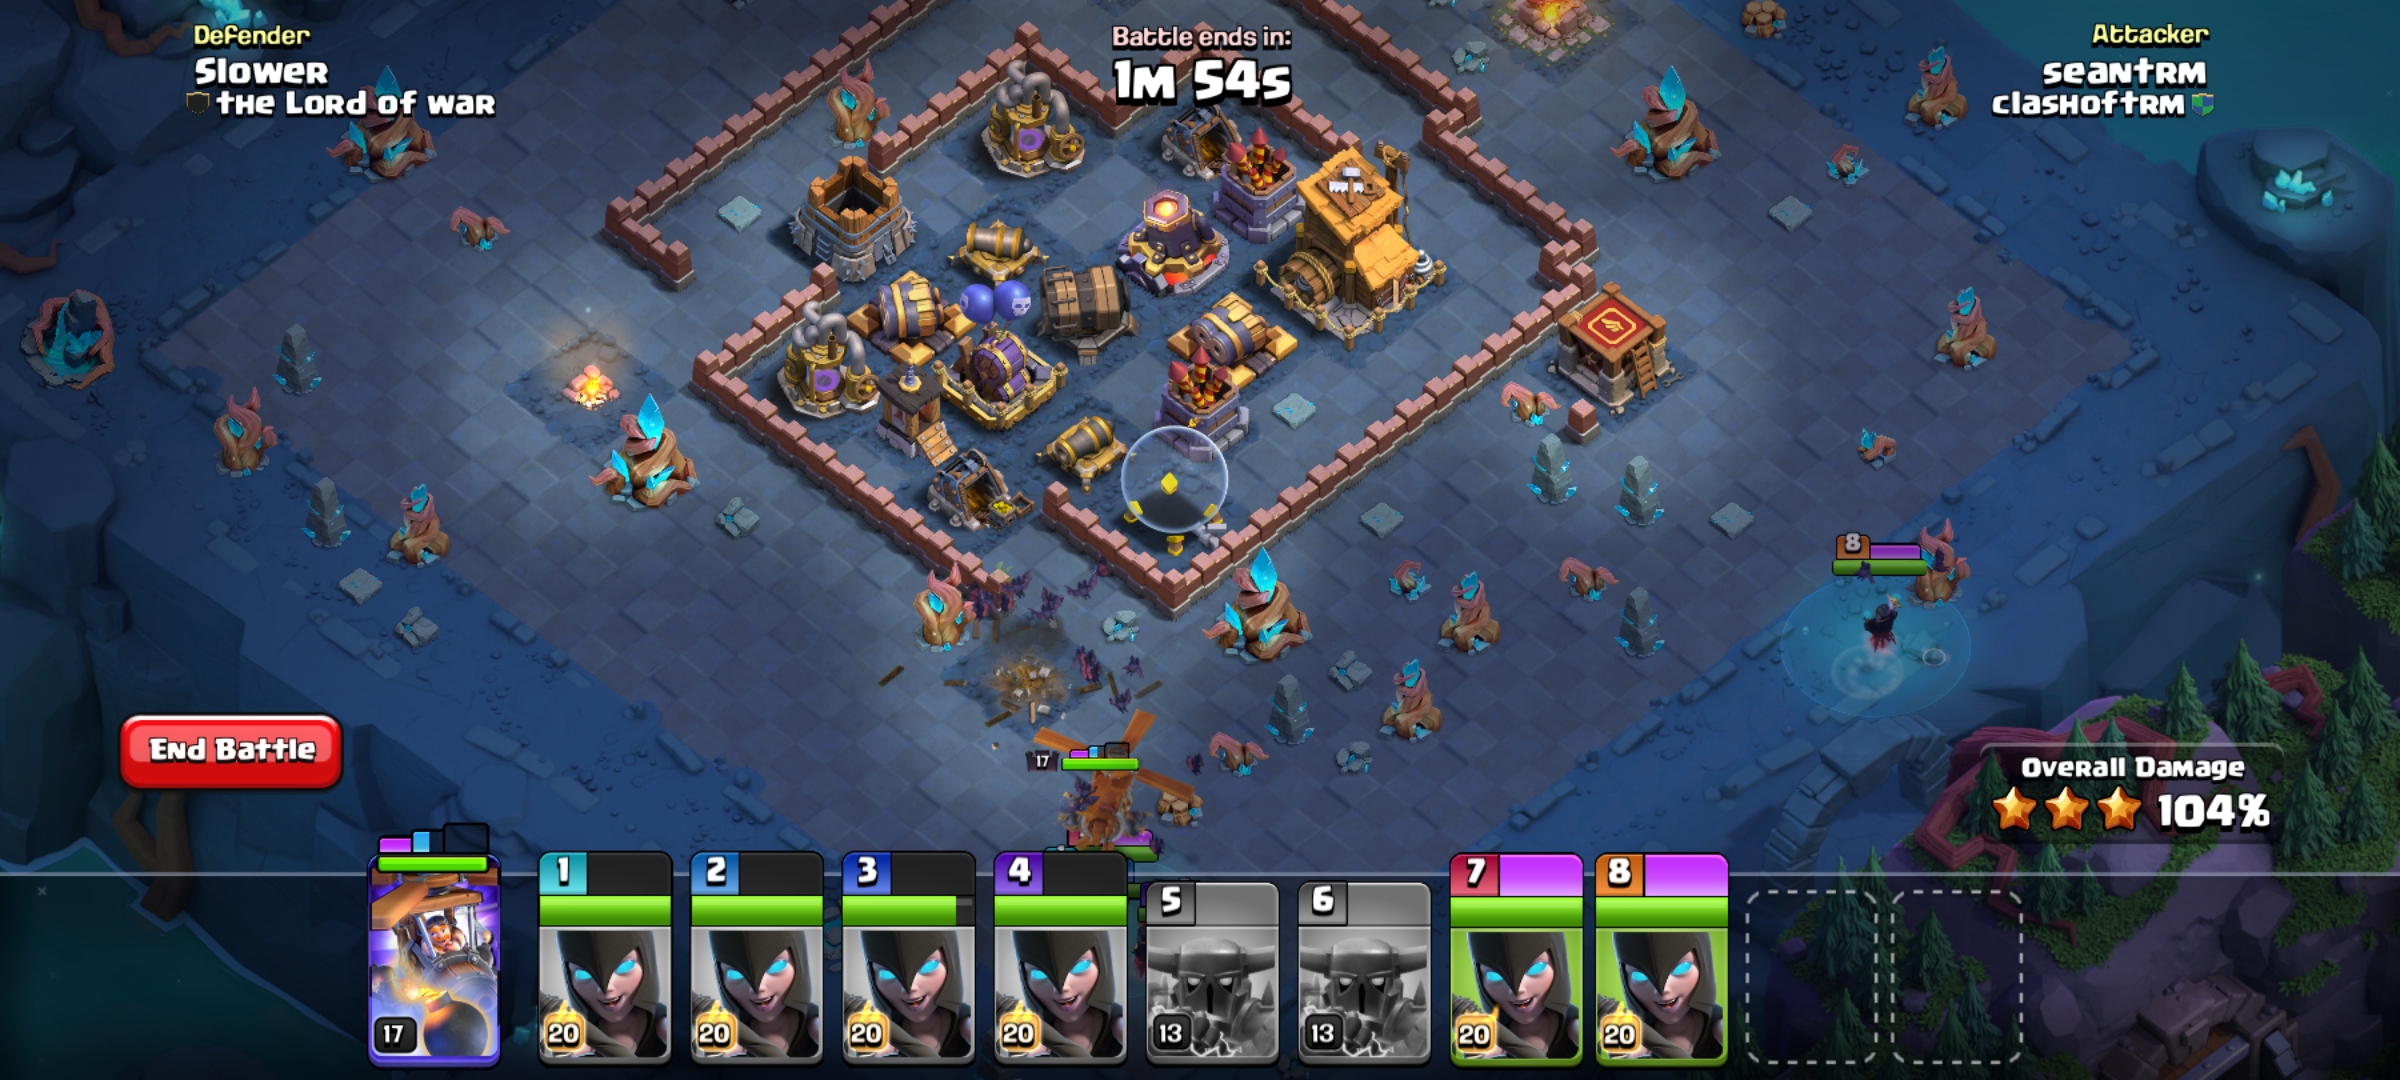 Defender
Slower
the Lord of war
Battle ends in:
1M 54s
Attacker
seantrm
clashoftrm
8
End Battle
17
Overall Damage
104%
1
2
3
4
5
6
7
8
17
20
20
20
20
13
13
20
20